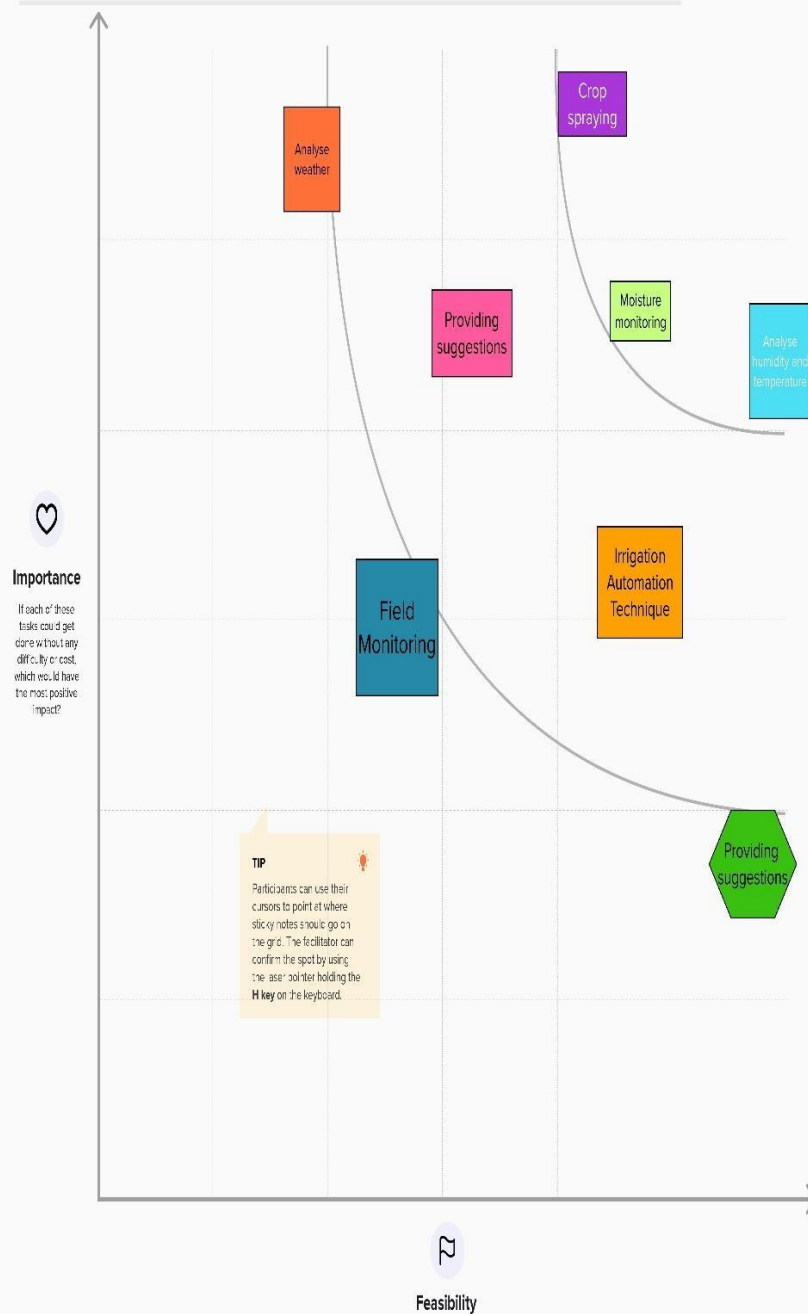 Crop
spraying
Analyse
weather
Moisture
monitoring
Providing
suggestions
Analyse
humidity and
temperature
Importance
If each of these
tasks could get
done without any
difficulty or cost,
which would have
the most positive
impact?
Irrigation
Automation
Technique
Field
Monitoring
Providing
suggestions
TIP
Participants can use their
cursors to point at where
sticky notes should go on
the grid. The facilitator can
confirm the spot by using
the laser pointer holding the
H key on the keyboard.
Feasibility